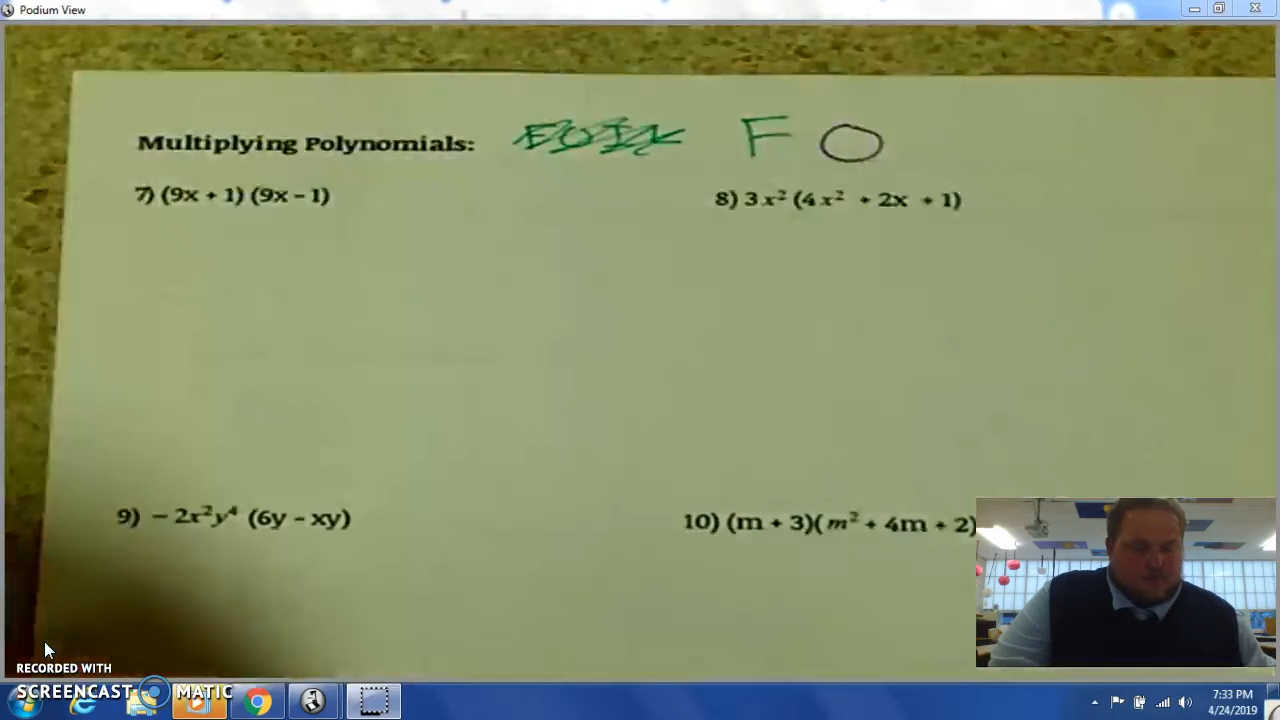 Podium View
Multiplying Polynomials: F O
7) (9x + 1) (9x - 1)
8) 3x² (4x² + 2x + 1)
9) - 2x²y⁴ (6y - xy)
10) (m + 3)(m² + 4m + 2)
RECORDED WITH
SCREENCAST MATIC
7:33 PM
4/24/2019